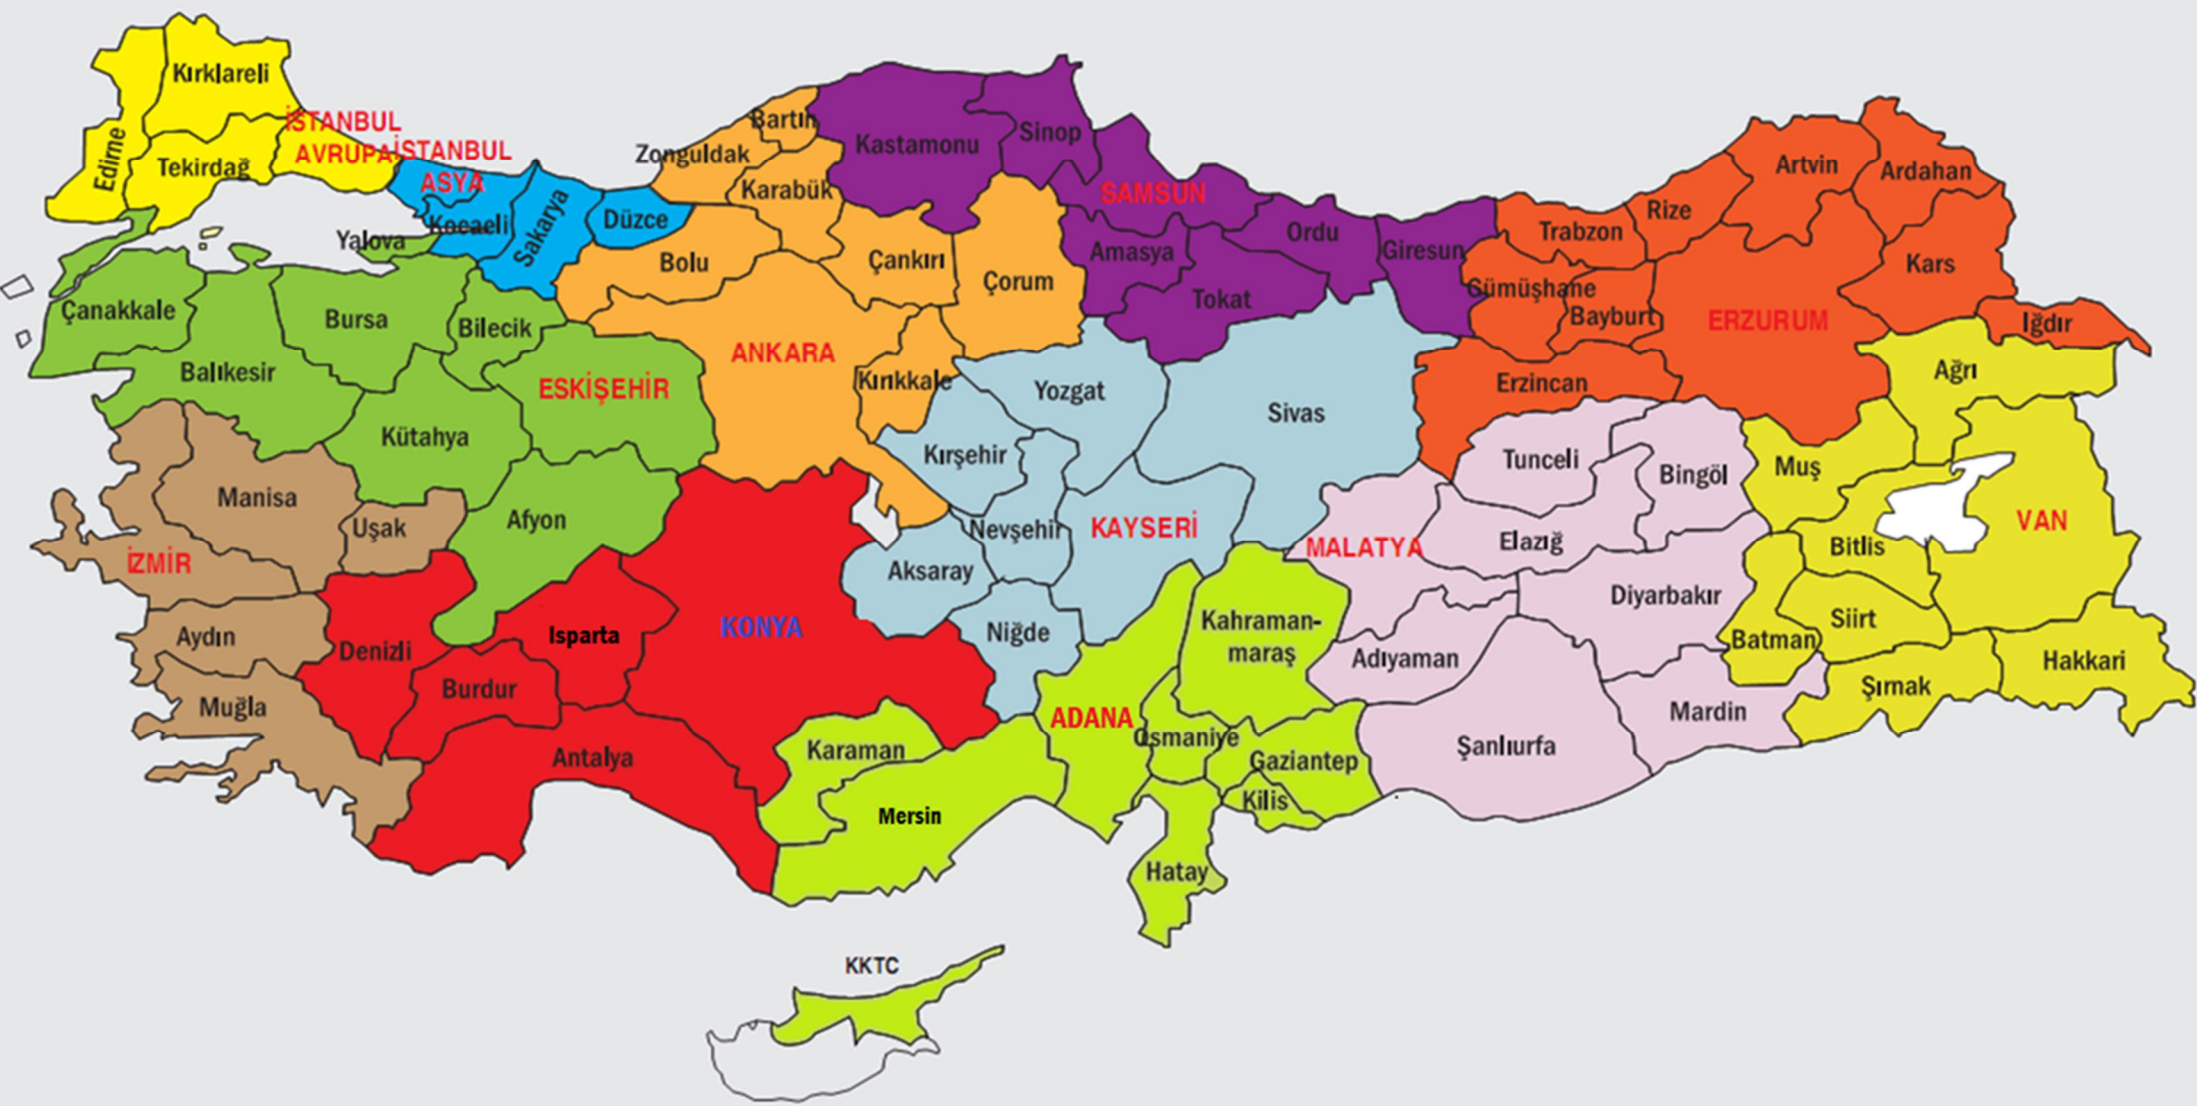 Kırklareli
İSTANBUL
AVRUPA
Edirne
Tekirdağ
İSTANBUL
ASYA
Kocaeli
Sakarya
Düzce
Yalova
Zonguldak
Bartın
Karabük
Kastamonu
Sinop
SAMSUN
Bolu
Çankırı
Çorum
Amasya
Ordu
Giresun
Tokat
Trabzon
Rize
Artvin
Ardahan
Kars
Gümüşhane
Bayburt
ERZURUM
Iğdır
Erzincan
Ağrı
Çanakkale
Bursa
Bilecik
Balıkesir
ESKİŞEHİR
ANKARA
Kırıkkale
Yozgat
Sivas
Kütahya
Kırşehir
Tunceli
Bingöl
Muş
Manisa
Uşak
Afyon
Nevşehir
KAYSERİ
MALATYA
Elazığ
Bitlis
VAN
İZMİR
Aksaray
Diyarbakır
Siirt
Aydın
Denizli
Isparta
KONYA
Niğde
Kahraman-
maraş
Adıyaman
Batman
Hakkari
Muğla
Burdur
ADANA
Osmaniye
Mardin
Şırnak
Antalya
Karaman
Gaziantep
Şanlıurfa
Mersin
Kilis
Hatay
KKTC